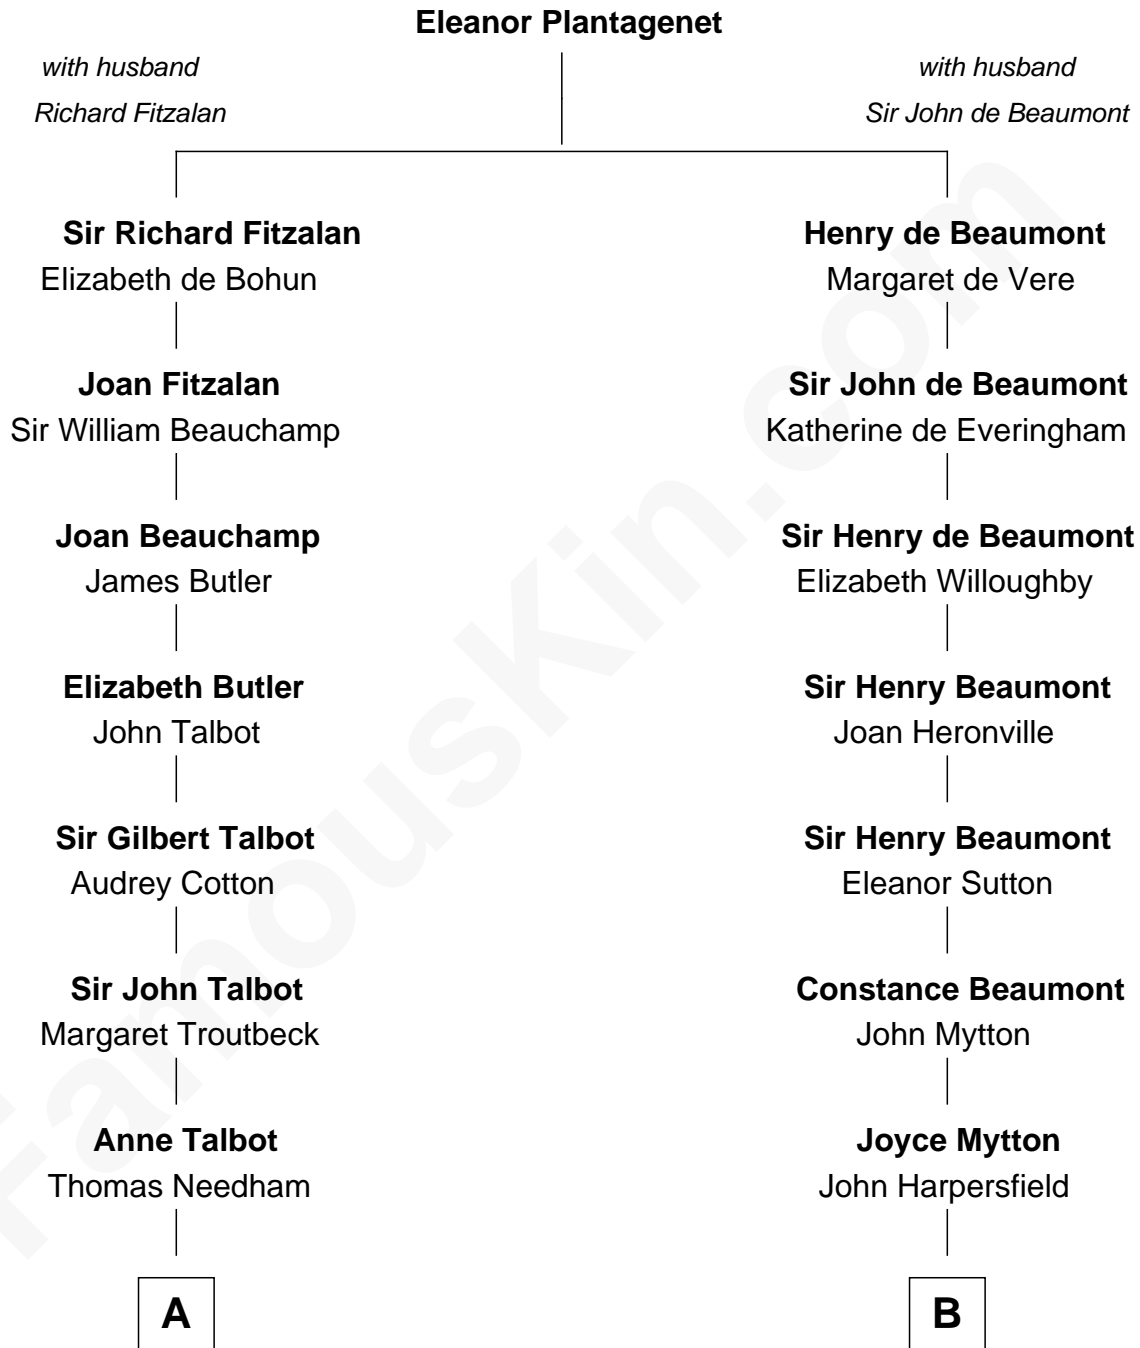 Eleanor Plantagenet
with husband
Richard Fitzalan
with husband
Sir John de Beaumont
Sir Richard Fitzalan
Elizabeth de Bohun
Henry de Beaumont
Margaret de Vere
Joan Fitzalan
Sir William Beauchamp
Sir John de Beaumont
Katherine de Everingham
Joan Beauchamp
James Butler
Sir Henry de Beaumont
Elizabeth Willoughby
Elizabeth Butler
John Talbot
Sir Henry Beaumont
Joan Heronville
Sir Gilbert Talbot
Audrey Cotton
Sir Henry Beaumont
Eleanor Sutton
Sir John Talbot
Margaret Troutbeck
Constance Beaumont
John Mytton
Anne Talbot
Thomas Needham
Joyce Mytton
John Harpersfield
A
B
FamousKin.com